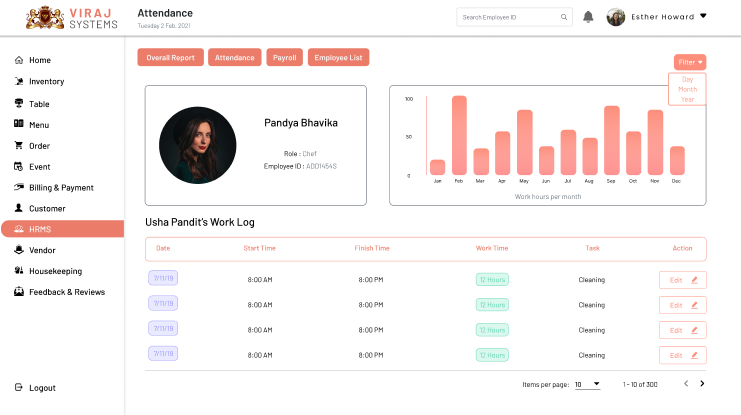 VIRAJ
SYSTEMS
Attendance
Tuesday 2 Feb, 2021
Search Employee ID
Esther Howard
Home
Inventory
Table
Menu
Order
Event
Billing & Payment
Customer
HRMS
Vendor
Housekeeping
Feedback & Reviews
Logout
Overall Report
Attendance
Payroll
Employee List
Filter
Day
Month
Year
Pandya Bhavika
Role : Chef
Employee ID : ADD1454S
100
50
0
Jan Feb Mar Apr May Jun Jul Aug Sep Oct Nov Dec
Work hours per month
Usha Pandit's Work Log
Date Start Time Finish Time Work Time Task Action
7/11/19 8:00 AM 8:00 PM 12 Hours Cleaning Edit
7/11/19 8:00 AM 8:00 PM 12 Hours Cleaning Edit
7/11/19 8:00 AM 8:00 PM 12 Hours Cleaning Edit
7/11/19 8:00 AM 8:00 PM 12 Hours Cleaning Edit
Items per page: 10 1 - 10 of 300